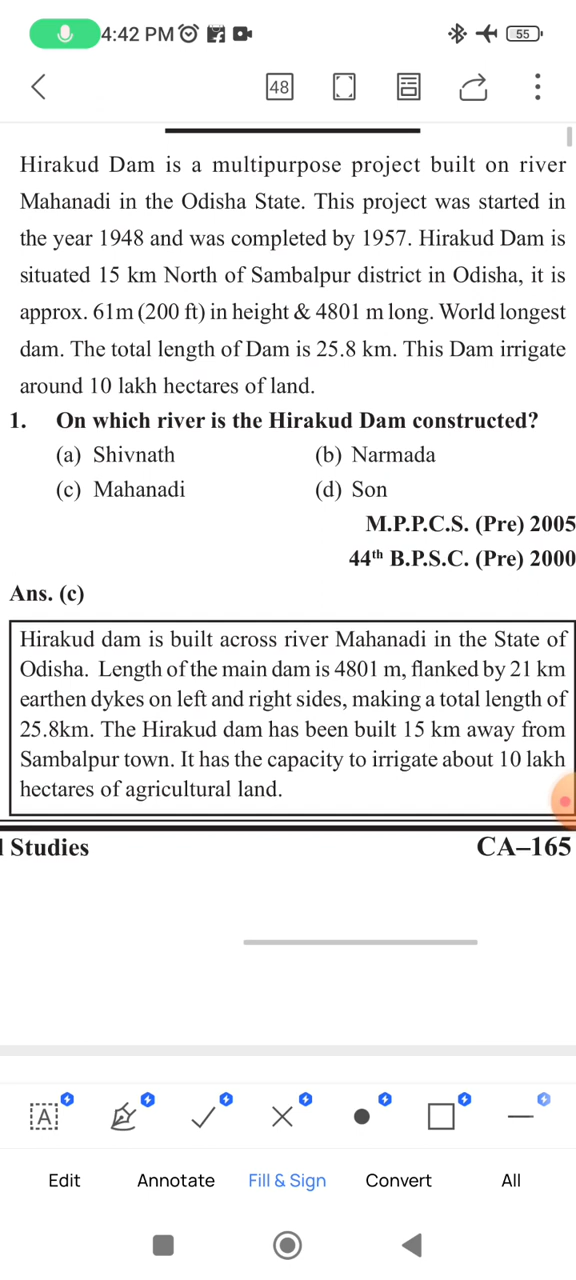 4:42 PM
55
48
Hirakud Dam is a multipurpose project built on river
Mahanadi in the Odisha State. This project was started in
the year 1948 and was completed by 1957. Hirakud Dam is
situated 15 km North of Sambalpur district in Odisha, it is
approx. 61m (200 ft) in height & 4801 m long. World longest
dam. The total length of Dam is 25.8 km. This Dam irrigate
around 10 lakh hectares of land.
1. On which river is the Hirakud Dam constructed?
(a) Shivnath (b) Narmada
(c) Mahanadi (d) Son
M.P.P.C.S. (Pre) 2005
44th B.P.S.C. (Pre) 2000
Ans. (c)
Hirakud dam is built across river Mahanadi in the State of
Odisha. Length of the main dam is 4801 m, flanked by 21 km
earthen dykes on left and right sides, making a total length of
25.8km. The Hirakud dam has been built 15 km away from
Sambalpur town. It has the capacity to irrigate about 10 lakh
hectares of agricultural land.
l Studies CA–165
A
Edit Annotate Fill & Sign Convert All